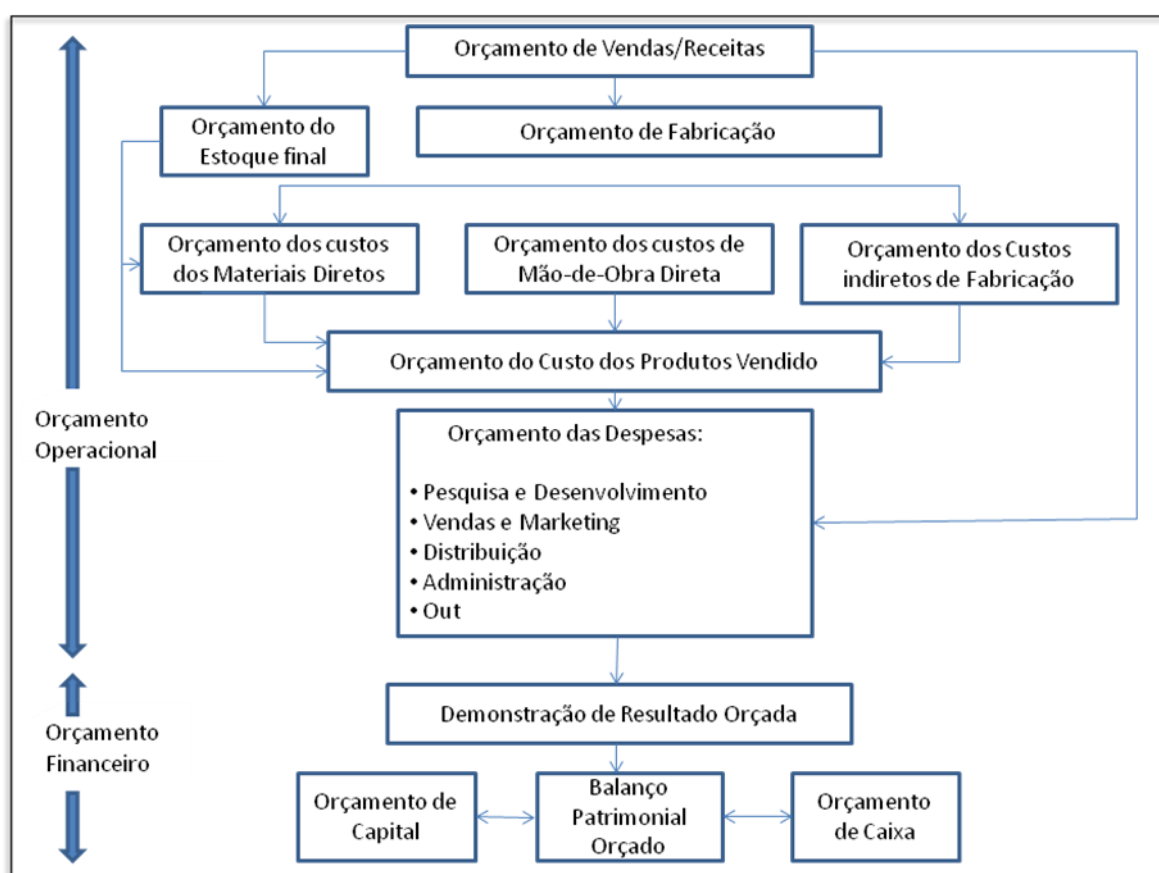 Orçamento de Vendas/Receitas
Orçamento do
Estoque final
Orçamento de Fabricação
Orçamento dos custos
dos Materiais Diretos
Orçamento dos custos de
Mão-de-Obra Direta
Orçamento dos Custos
indiretos de Fabricação
Orçamento do Custo dos Produtos Vendido
Orçamento
Operacional
Orçamento das Despesas:
• Pesquisa e Desenvolvimento
• Vendas e Marketing
• Distribuição
• Administração
• Out
Demonstração de Resultado Orçada
Orçamento
Financeiro
Orçamento de
Capital
Balanço
Patrimonial
Orçado
Orçamento
de Caixa